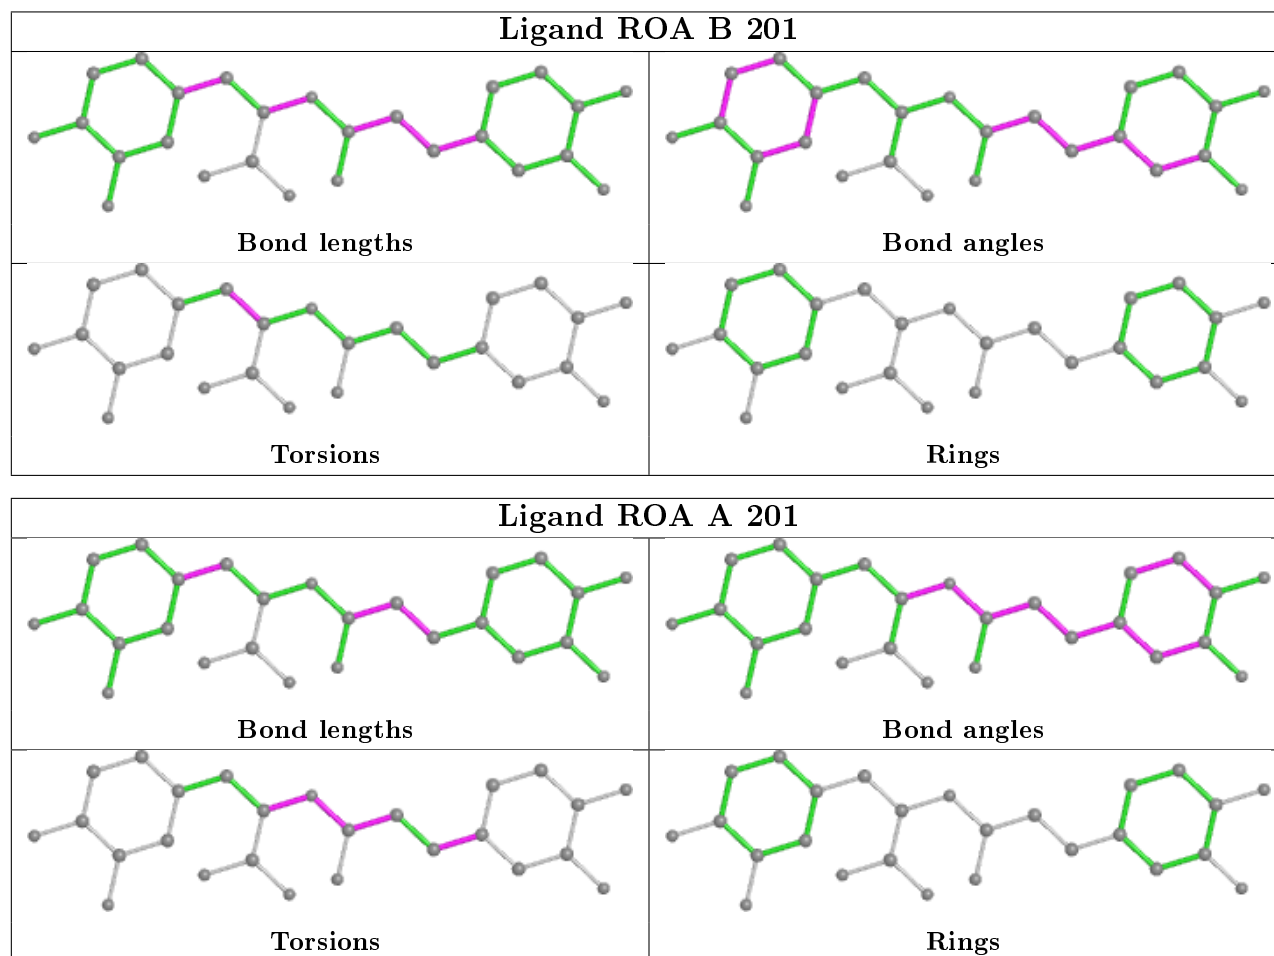 Ligand ROA B 201
Bond lengths
Bond angles
Torsions
Rings
Ligand ROA A 201
Bond lengths
Bond angles
Torsions
Rings